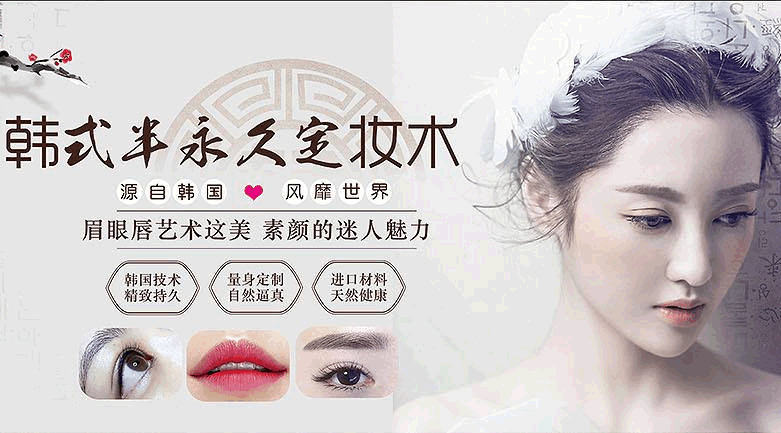 韩式半永久定妆术
源自韩国 风靡世界
眉眼唇艺术这美 素颜的迷人魅力
韩国技术
精致持久
量身定制
自然逼真
进口材料
天然健康